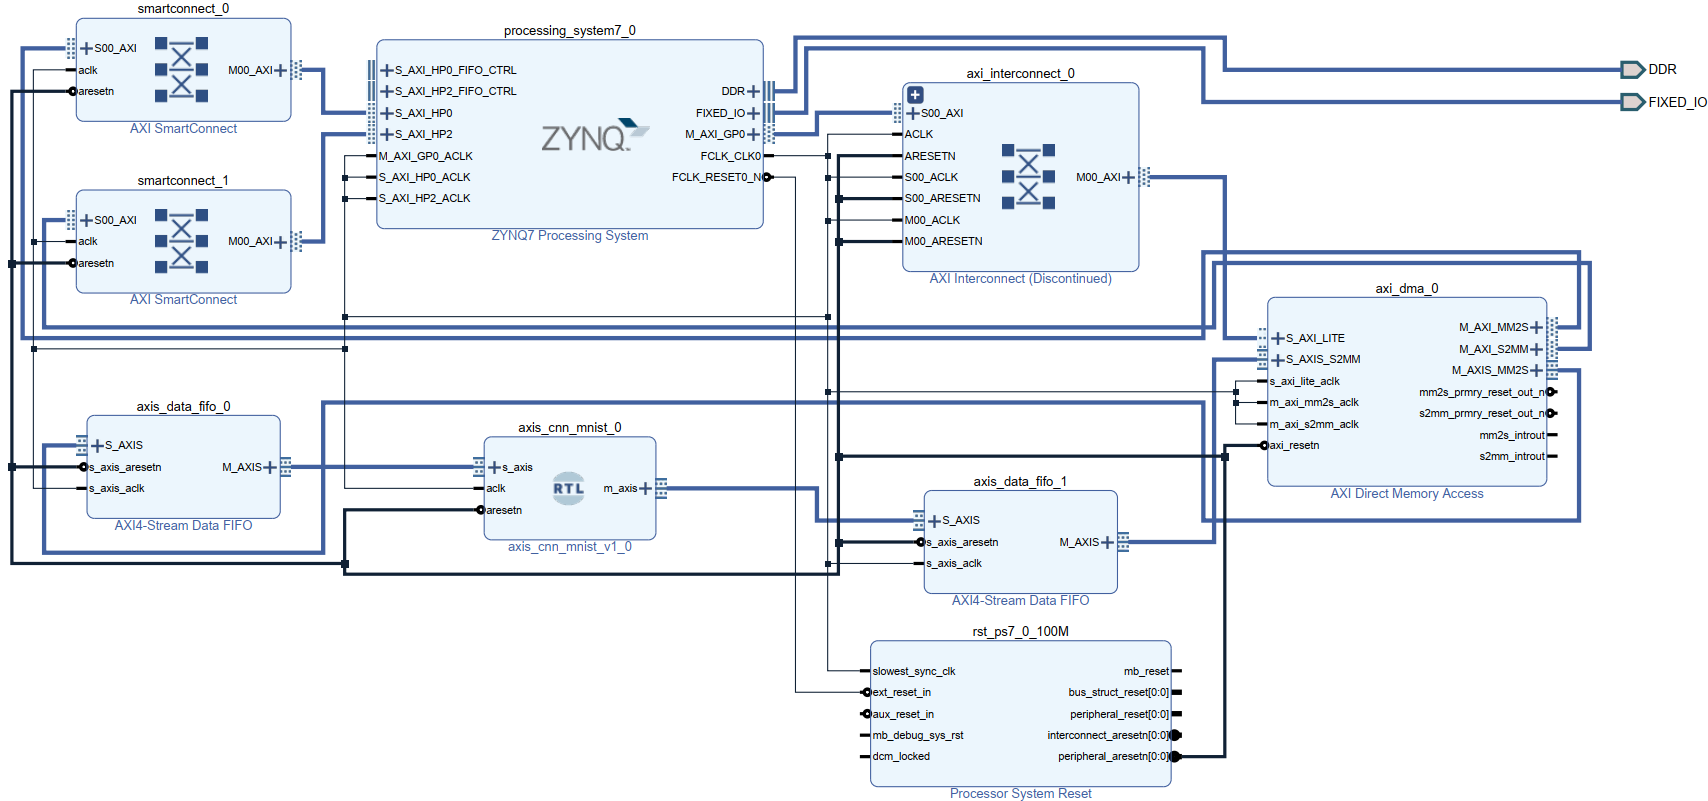 smartconnect_0
S00_AXI
aclk
aresetn
M00_AXI
AXI SmartConnect
smartconnect_1
S00_AXI
aclk
aresetn
M00_AXI
AXI SmartConnect
processing_system7_0
S_AXI_HP0_FIFO_CTRL
S_AXI_HP2_FIFO_CTRL
S_AXI_HP0
S_AXI_HP2
M_AXI_GP0_ACLK
S_AXI_HP0_ACLK
S_AXI_HP2_ACLK
ZYNQ
DDR
FIXED_IO
M_AXI_GP0
FCLK_CLK0
FCLK_RESET0_N
ZYNQ7 Processing System
axi_interconnect_0
S00_AXI
ACLK
ARESETN
S00_ACLK
S00_ARESETN
M00_ACLK
M00_ARESETN
M00_AXI
AXI Interconnect (Discontinued)
DDR
FIXED_IO
axi_dma_0
S_AXI_LITE
S_AXIS_S2MM
s_axi_lite_aclk
m_axi_mm2s_aclk
m_axi_s2mm_aclk
axi_resetn
M_AXI_MM2S
M_AXI_S2MM
M_AXIS_MM2S
mm2s_prmry_reset_out_n
s2mm_prmry_reset_out_n
mm2s_introut
s2mm_introut
AXI Direct Memory Access
axis_data_fifo_0
S_AXIS
s_axis_aresetn
s_axis_aclk
M_AXIS
AXI4-Stream Data FIFO
axis_cnn_mnist_0
s_axis
aclk
aresetn
RTL
m_axis
axis_cnn_mnist_v1_0
axis_data_fifo_1
S_AXIS
s_axis_aresetn
s_axis_aclk
M_AXIS
AXI4-Stream Data FIFO
rst_ps7_0_100M
slowest_sync_clk
ext_reset_in
aux_reset_in
mb_debug_sys_rst
dcm_locked
mb_reset
bus_struct_reset[0:0]
peripheral_reset[0:0]
interconnect_aresetn[0:0]
peripheral_aresetn[0:0]
Processor System Reset